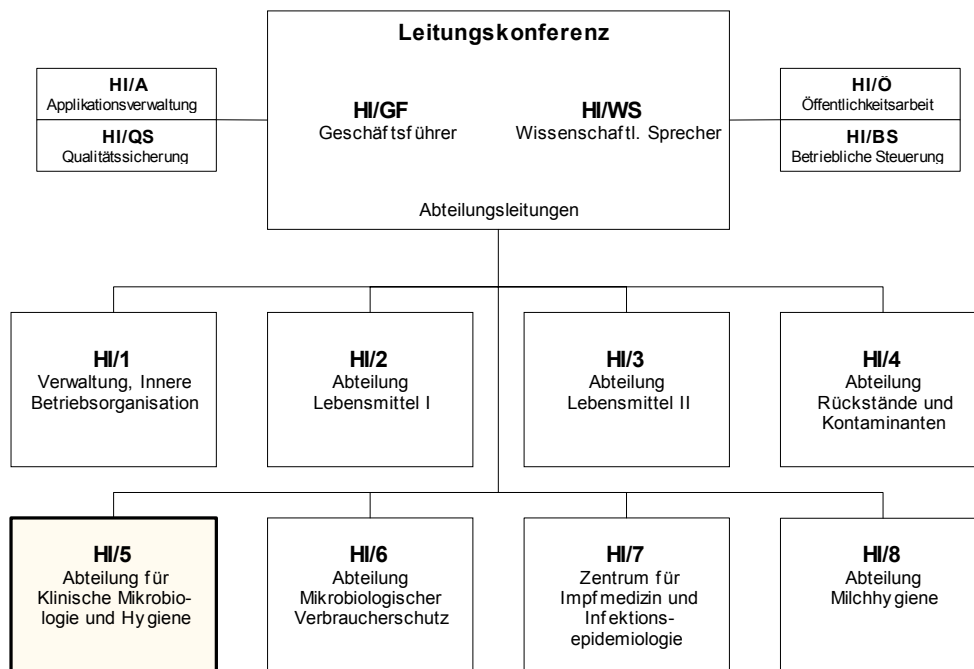 Leitungskonferenz
HI/A
Applikationsverwaltung
HI/QS
Qualitätssicherung
HI/GF
Geschäftsführer
HI/WS
Wissenschaftl. Sprecher
HI/Ö
Öffentlichkeitsarbeit
HI/BS
Betriebliche Steuerung
Abteilungsleitungen
HI/1
Verwaltung, Innere
Betriebsorganisation
HI/2
Abteilung
Lebensmittel I
HI/3
Abteilung
Lebensmittel II
HI/4
Abteilung
Rückstände und
Kontaminanten
HI/5
Abteilung für
Klinische Mikrobio-
logie und Hygiene
HI/6
Abteilung
Mikrobiologischer
Verbraucherschutz
HI/7
Zentrum für
Impfmedizin und
Infektions-
epidemiologie
HI/8
Abteilung
Milchhygiene